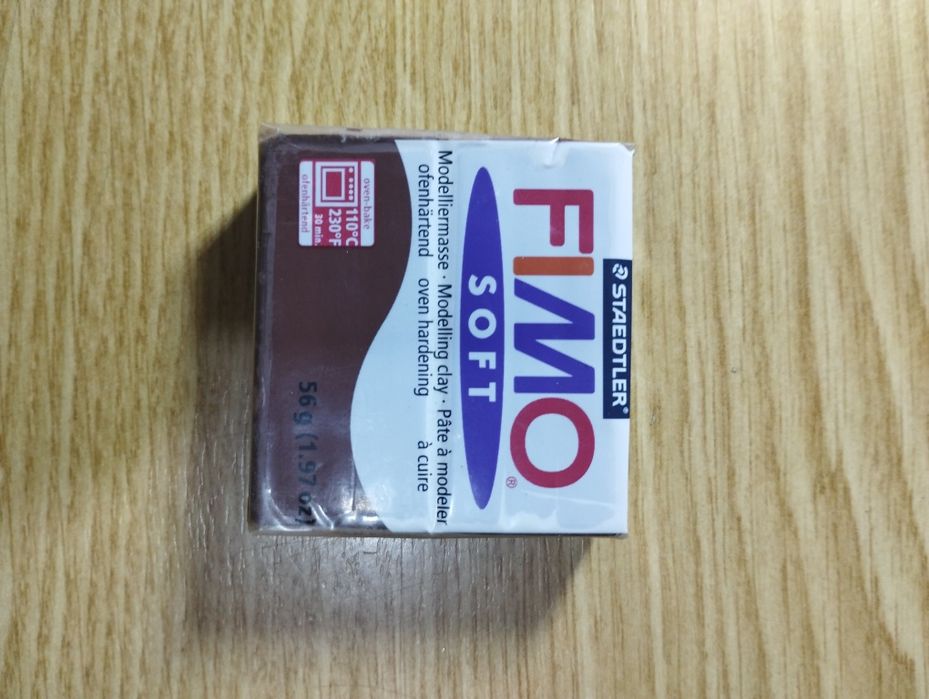 STAEDTLER®
FIMO®
SOFT
Modelliermasse · Modelling clay · Pâte à modeler
ofenhärtend oven hardening à cuire
oven-bake
110°C
230°F
30 min.
ofenhärtend
56 g (1.97 oz)